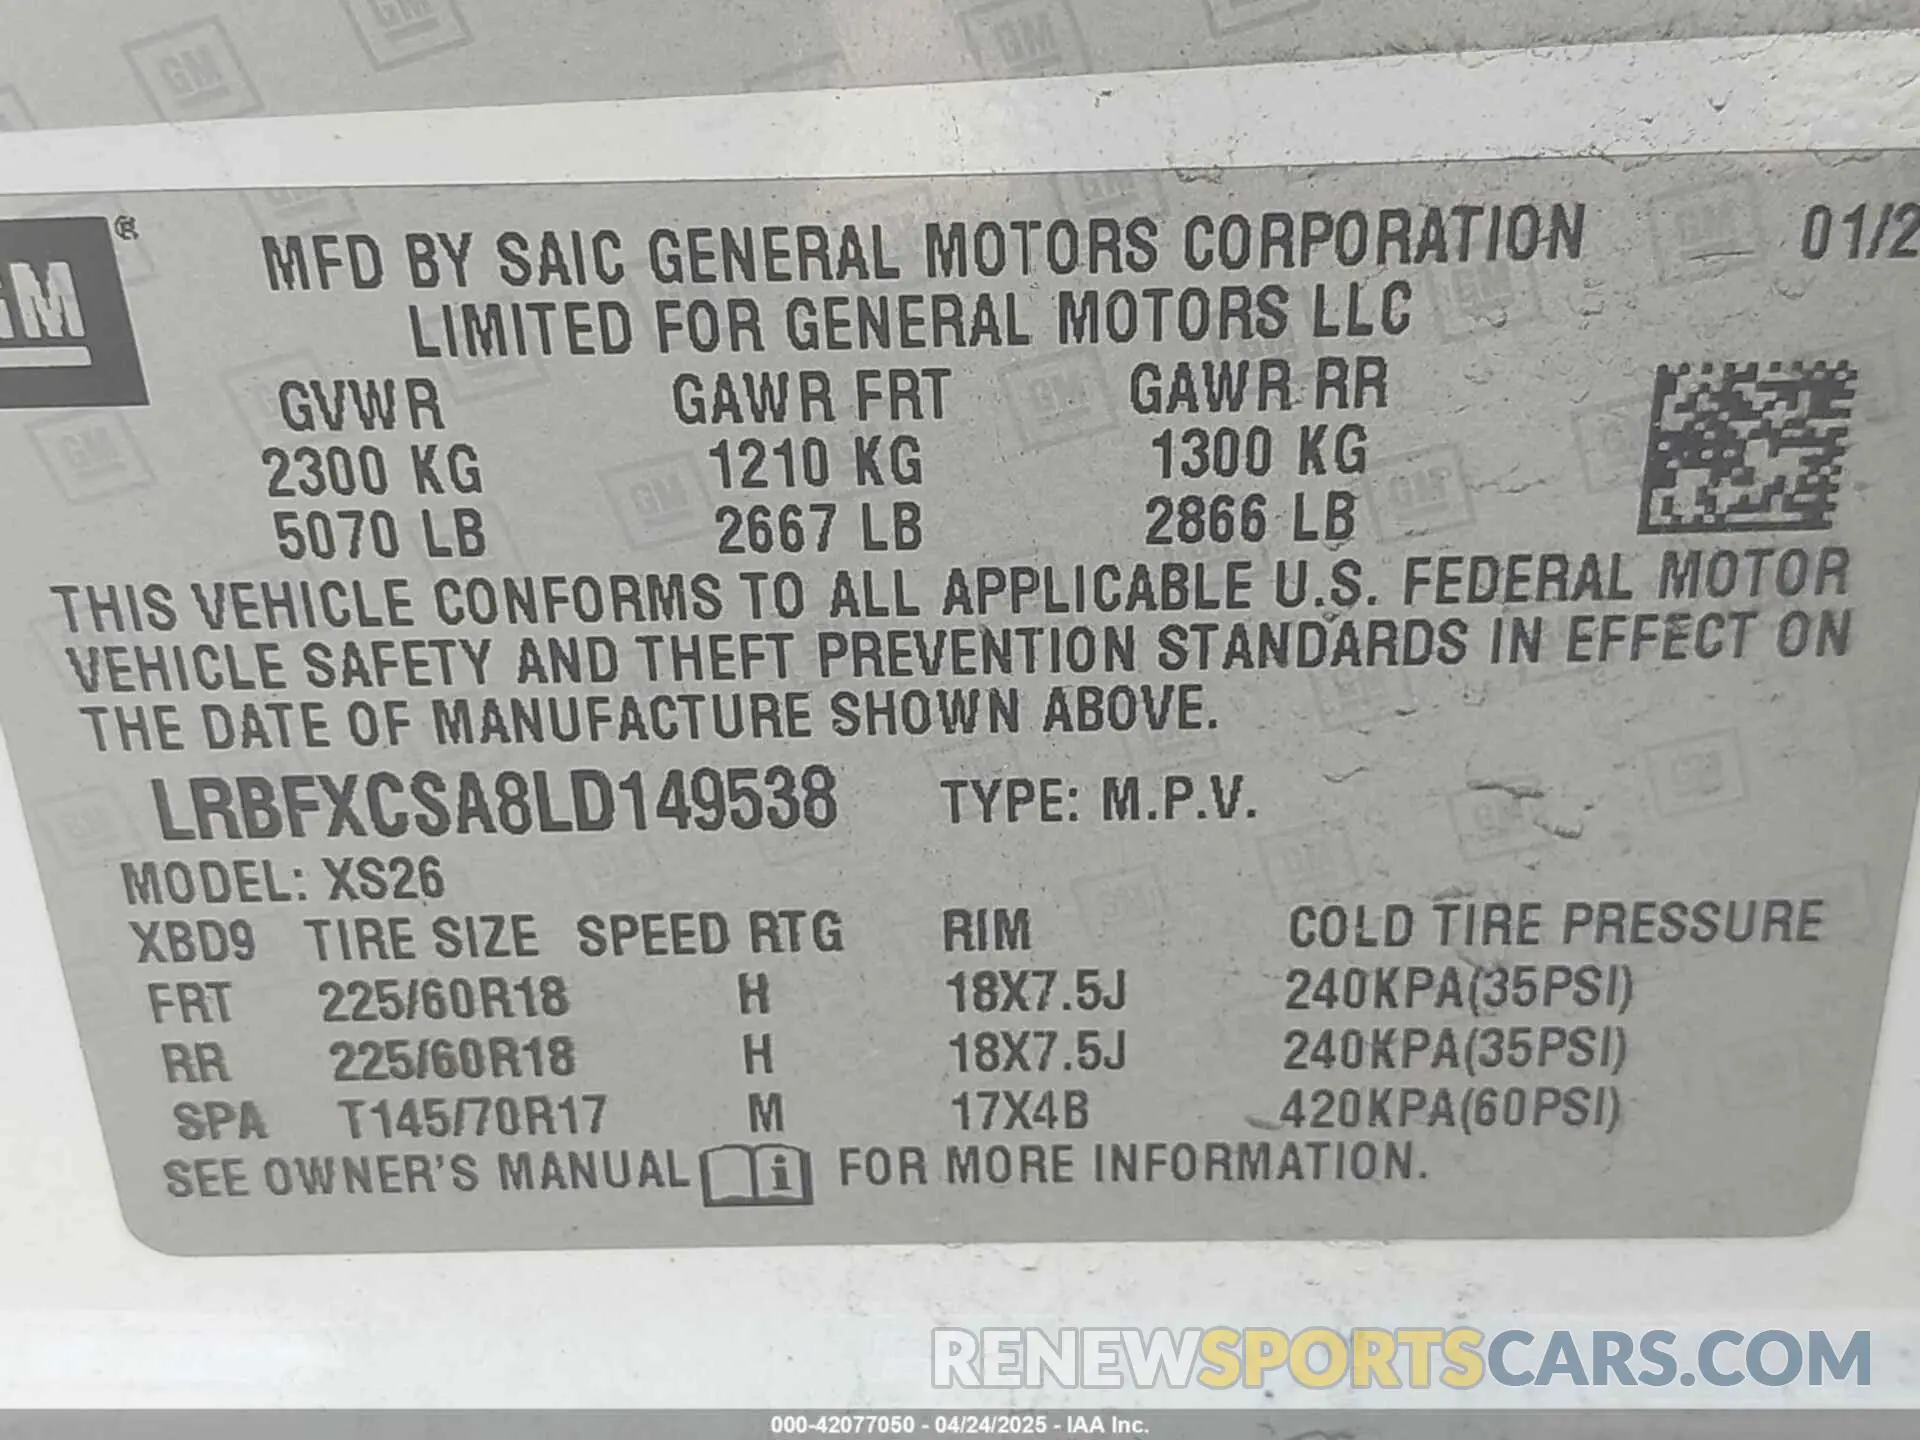 GM®
MFD BY SAIC GENERAL MOTORS CORPORATION 01/2
LIMITED FOR GENERAL MOTORS LLC
GVWR GAWR FRT GAWR RR
2300 KG 1210 KG 1300 KG
5070 LB 2667 LB 2866 LB
THIS VEHICLE CONFORMS TO ALL APPLICABLE U.S. FEDERAL MOTOR
VEHICLE SAFETY AND THEFT PREVENTION STANDARDS IN EFFECT ON
THE DATE OF MANUFACTURE SHOWN ABOVE.
LRBFXCSA8LD149538 TYPE: M.P.V.
MODEL: XS26
XBD9 TIRE SIZE SPEED RTG RIM COLD TIRE PRESSURE
FRT 225/60R18 H 18X7.5J 240KPA(35PSI)
RR 225/60R18 H 18X7.5J 240KPA(35PSI)
SPA T145/70R17 M 17X4B 420KPA(60PSI)
SEE OWNER'S MANUAL i FOR MORE INFORMATION.
RENEWSPORTSCARS.COM
000-42077050 - 04/24/2025 - IAA Inc.